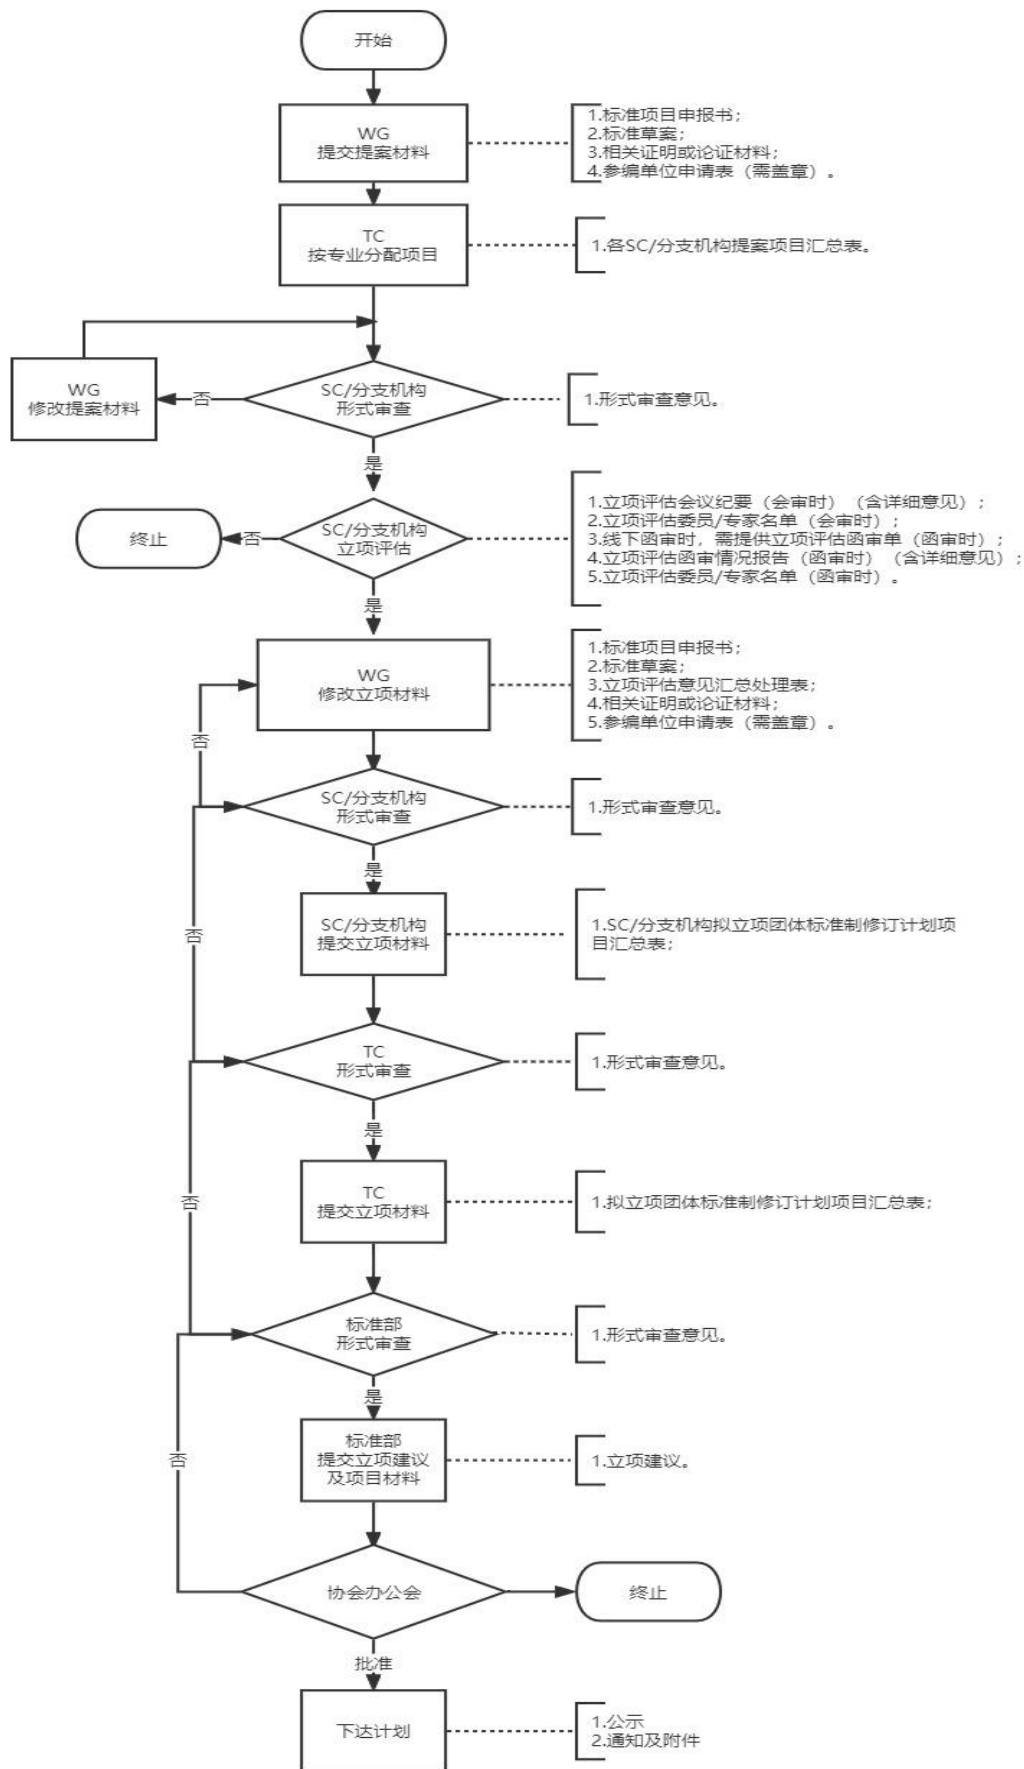 开始
WG
提交提案材料
1.标准项目申报书；
2.标准草案；
3.相关证明或论证材料；
4.参编单位申请表（需盖章）。
TC
按专业分配项目
1.各SC/分支机构提案项目汇总表。
WG
修改提案材料
否
SC/分支机构
形式审查
1.形式审查意见。
是
终止
否
SC/分支机构
立项评估
1.立项评估会议纪要（会审时）（含详细意见）；
2.立项评估委员/专家名单（会审时）；
3.线下函审时，需提供立项评估函审单（函审时）；
4.立项评估函审情况报告（函审时）（含详细意见）；
5.立项评估委员/专家名单（函审时）。
是
WG
修改立项材料
1.标准项目申报书；
2.标准草案；
3.立项评估意见汇总处理表；
4.相关证明或论证材料；
5.参编单位申请表（需盖章）。
否
SC/分支机构
形式审查
1.形式审查意见。
是
SC/分支机构
提交立项材料
1.SC/分支机构拟立项团体标准制修订计划项
目汇总表；
否
TC
形式审查
1.形式审查意见。
是
TC
提交立项材料
1.拟立项团体标准制修订计划项目汇总表；
否
标准部
形式审查
1.形式审查意见。
是
标准部
提交立项建议
及项目材料
1.立项建议。
否
协会办公会
终止
批准
下达计划
1.公示
2.通知及附件